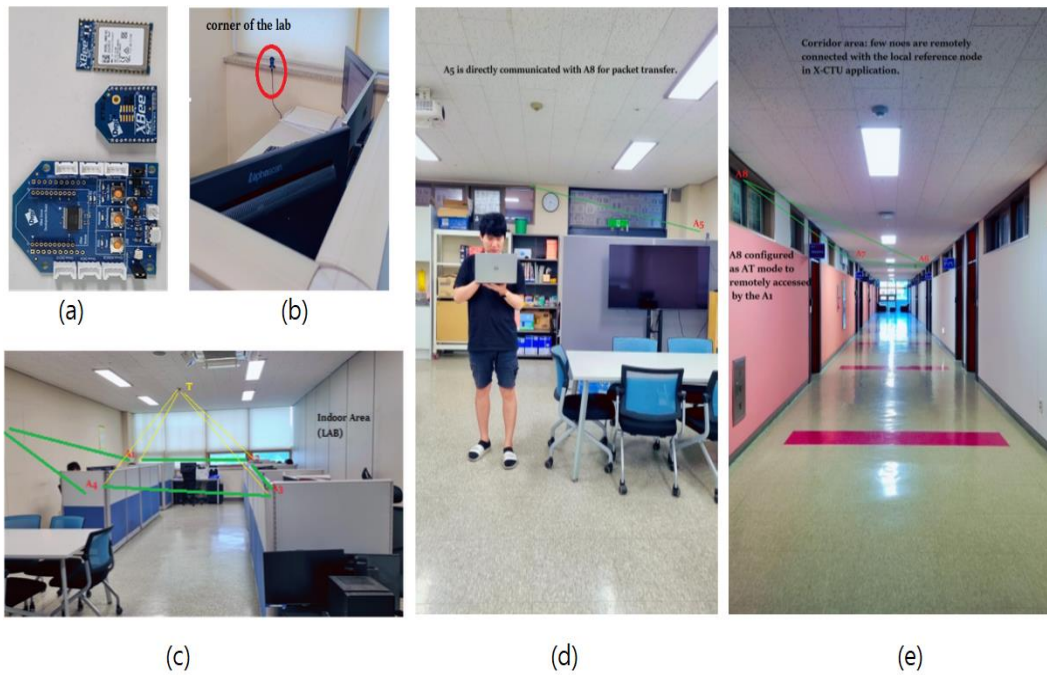 XBee
XBee
(a)
corner of the lab
(b)
T
Indoor Area
(LAB)
A4
A3
(c)
A5 is directly communicated with A8 for packet transfer.
A5
(d)
Corridor area: few noes are remotely
connected with the local reference node
in X-CTU application.
A8
A7
A6
A8 configured
as AT mode to
remotely accessed
by the A1
(e)